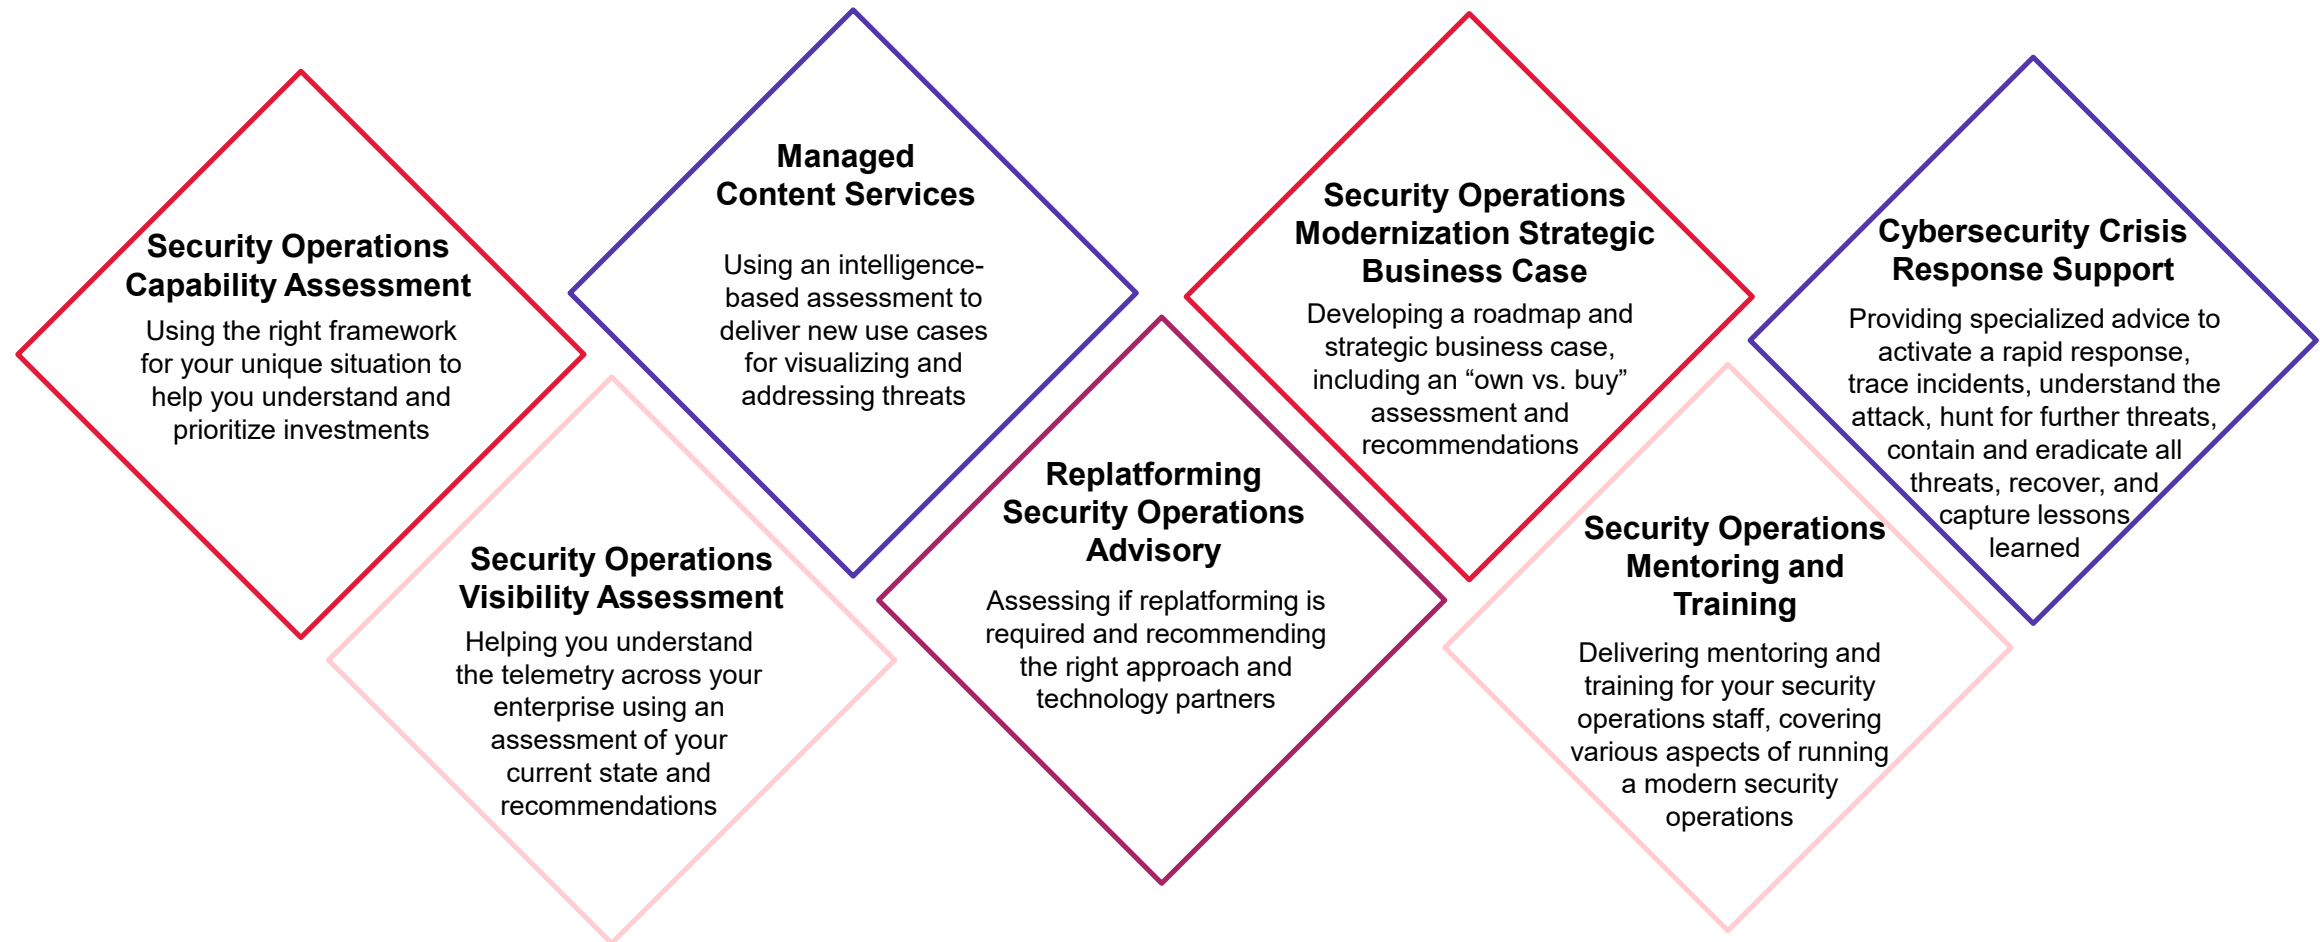 Security Operations
Capability Assessment
Using the right framework
for your unique situation to
help you understand and
prioritize investments
Security Operations
Visibility Assessment
Helping you understand
the telemetry across your
enterprise using an
assessment of your
current state and
recommendations
Managed
Content Services
Using an intelligence-
based assessment to
deliver new use cases
for visualizing and
addressing threats
Replatforming
Security Operations
Advisory
Assessing if replatforming is
required and recommending
the right approach and
technology partners
Security Operations
Modernization Strategic
Business Case
Developing a roadmap and
strategic business case,
including an “own vs. buy”
assessment and
recommendations
Security Operations
Mentoring and
Training
Delivering mentoring and
training for your security
operations staff, covering
various aspects of running
a modern security
operations
Cybersecurity Crisis
Response Support
Providing specialized advice to
activate a rapid response,
trace incidents, understand the
attack, hunt for further threats,
contain and eradicate all
threats, recover, and
capture lessons
learned